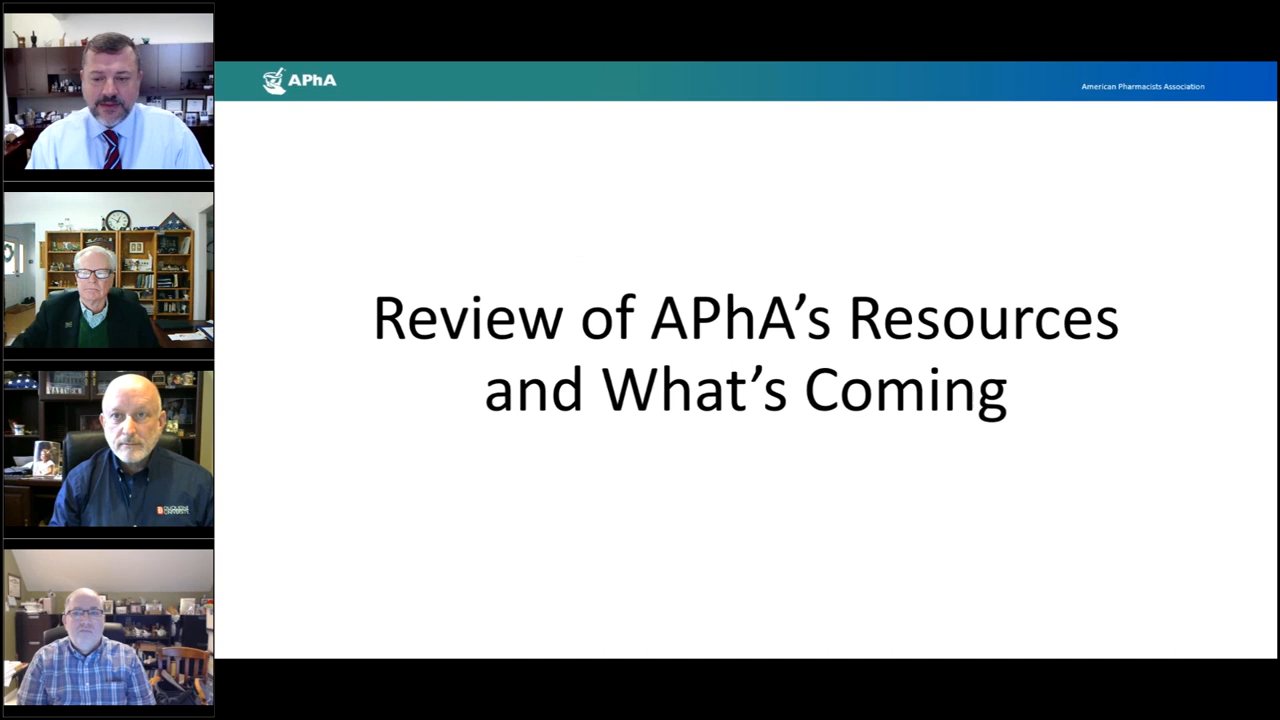 APhA
American Pharmacists Association
Review of APhA’s Resources
and What’s Coming